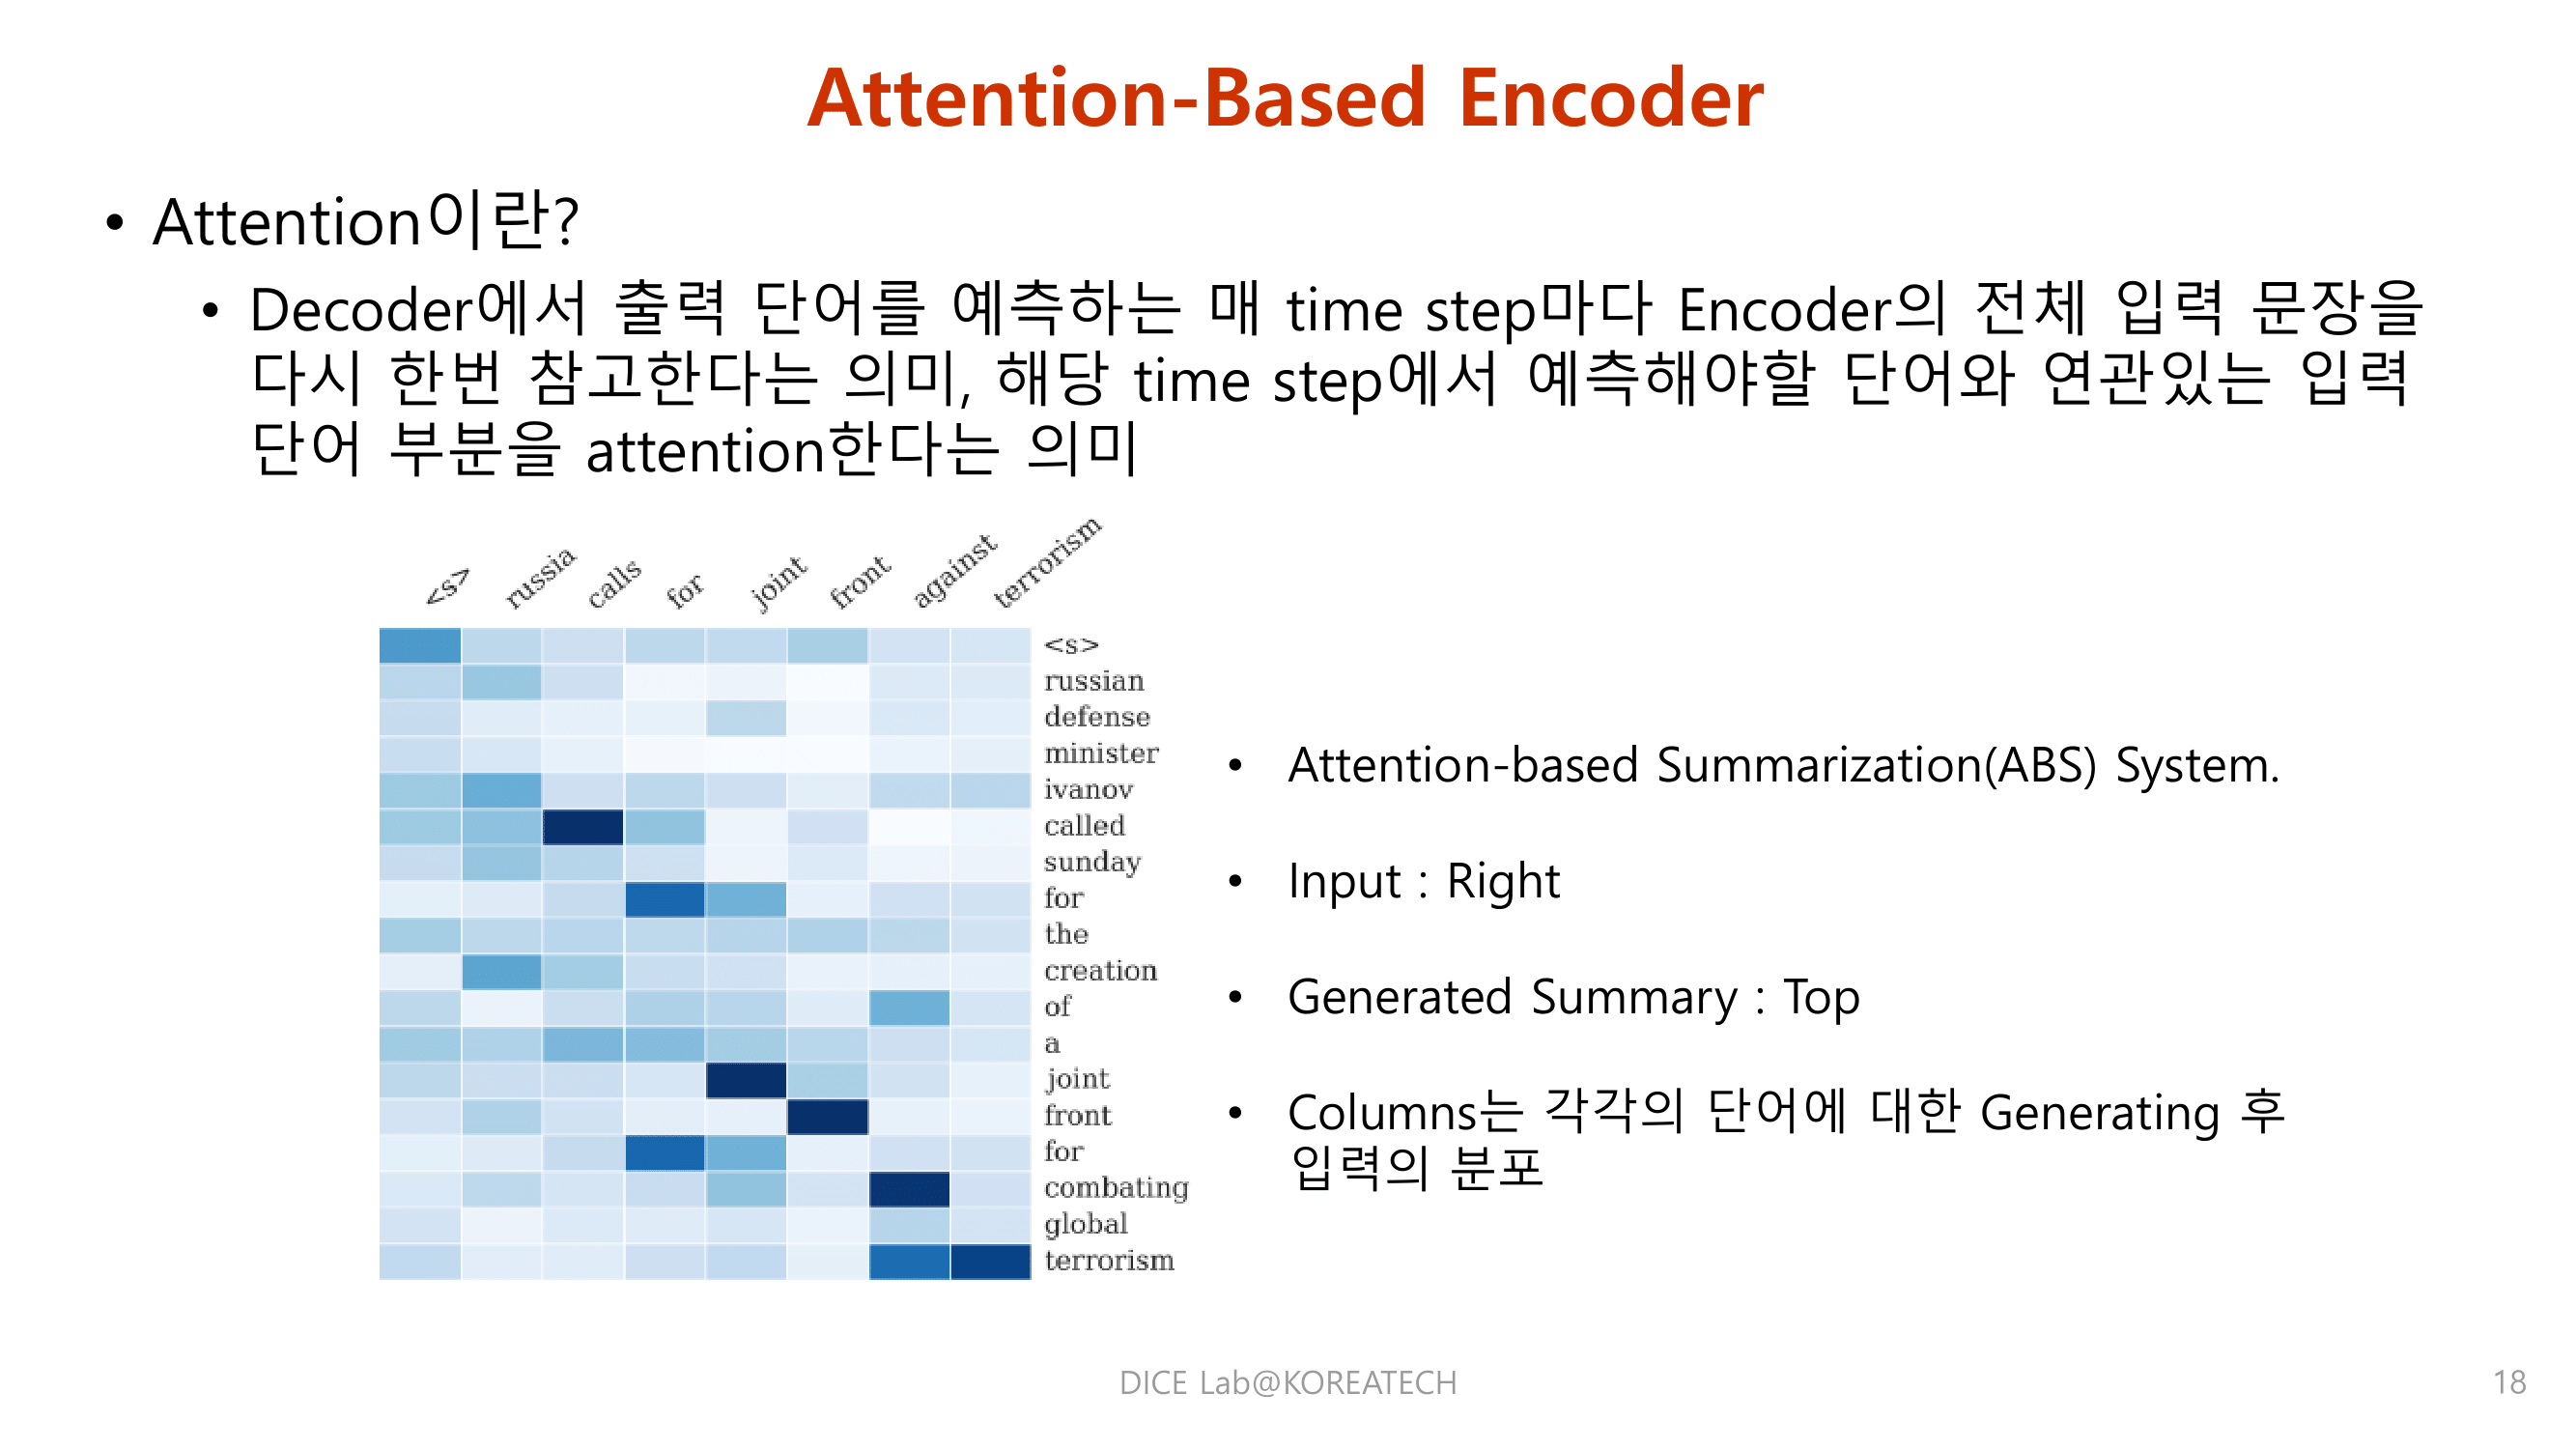 Attention-Based Encoder
• Attention이란?
• Decoder에서 출력 단어를 예측하는 매 time step마다 Encoder의 전체 입력 문장을
다시 한번 참고한다는 의미, 해당 time step에서 예측해야할 단어와 연관있는 입력
단어 부분을 attention한다는 의미
<s> russia calls for joint front against terrorism
<s>
russian
defense
minister
ivanov
called
sunday
for
the
creation
of
a
joint
front
for
combating
global
terrorism
• Attention-based Summarization(ABS) System.
• Input : Right
• Generated Summary : Top
• Columns는 각각의 단어에 대한 Generating 후
입력의 분포
DICE Lab@KOREATECH
18